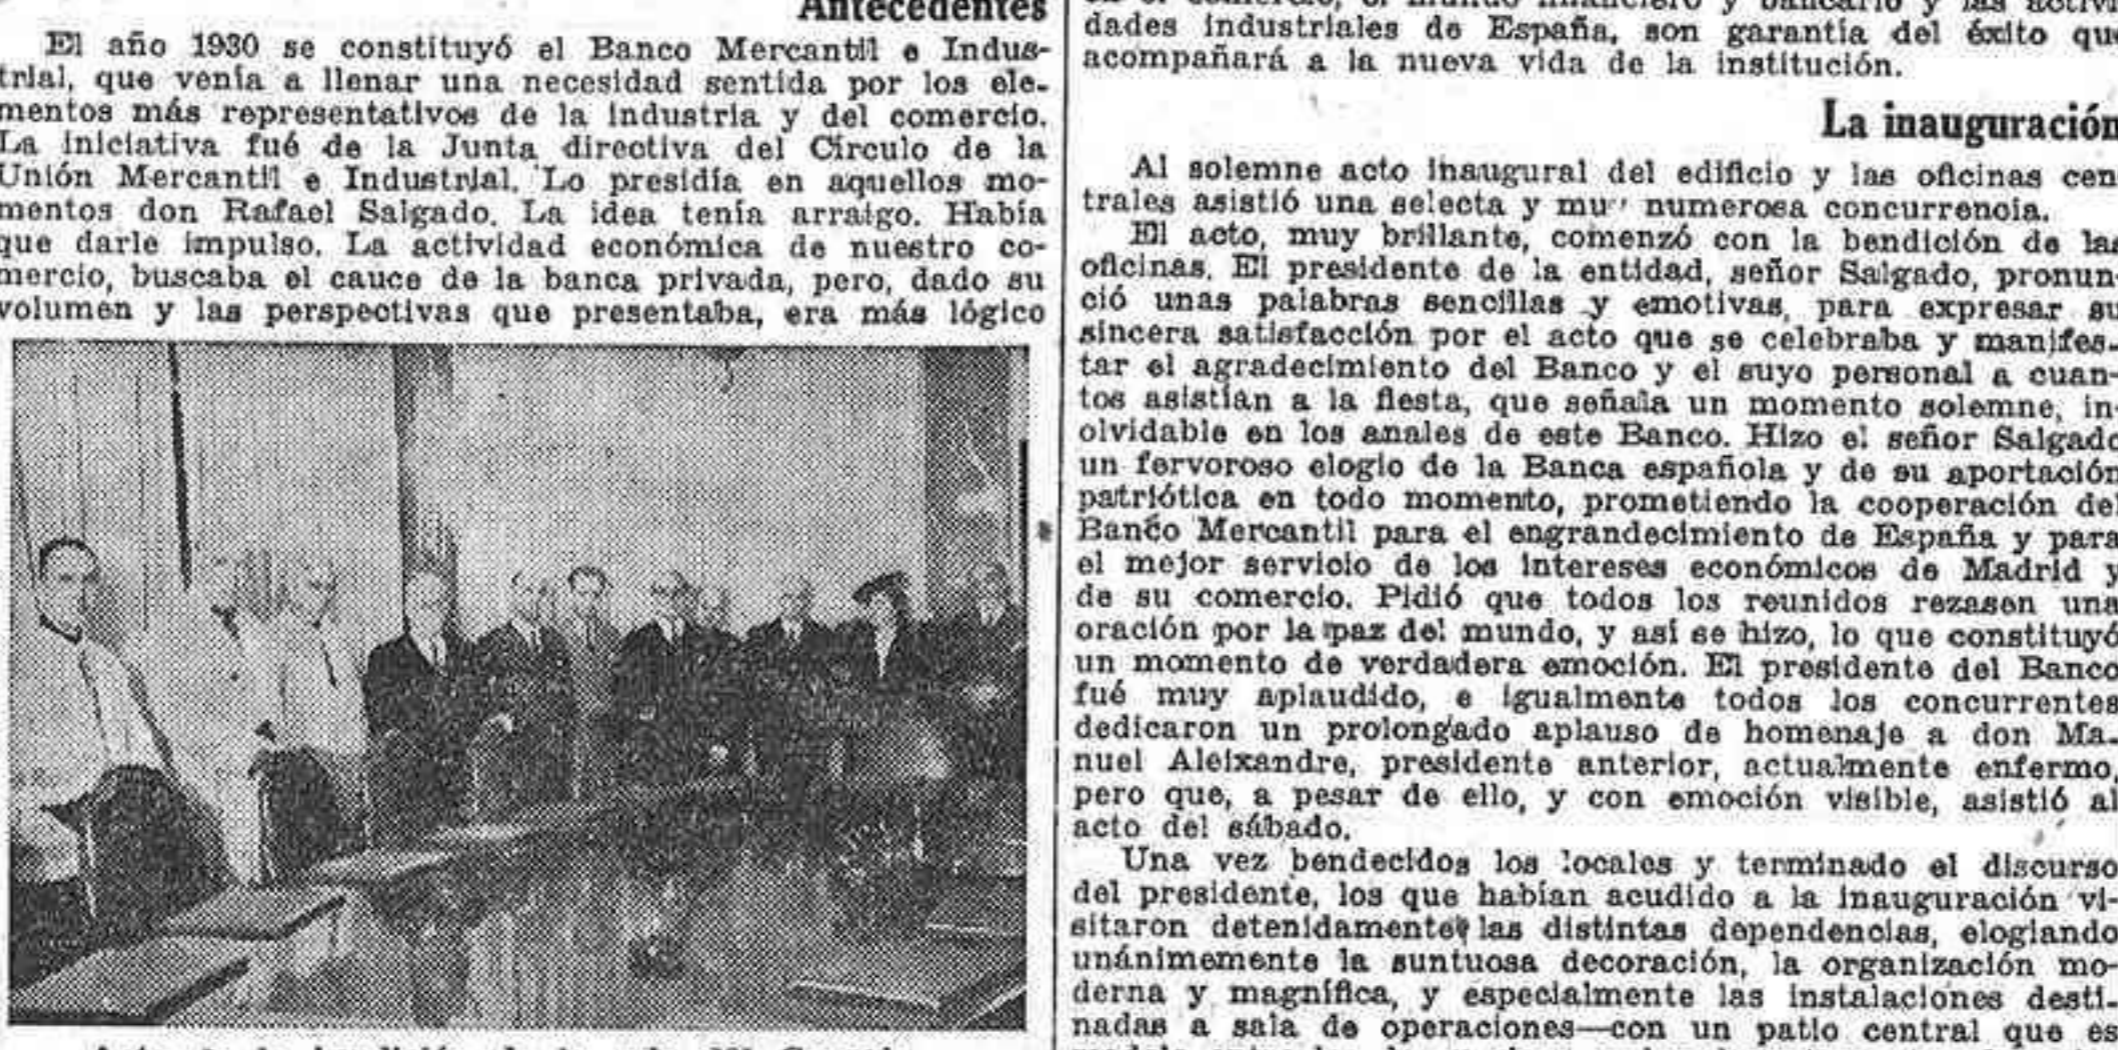 Antecedentes
El año 1930 se constituyó el Banco Mercantil e Indus-
trial, que venía a llenar una necesidad sentida por los ele-
mentos más representativos de la industria y del comercio.
La iniciativa fué de la Junta directiva del Círculo de la
Unión Mercantil e Industrial. Lo presidía en aquellos mo-
mentos don Rafael Salgado. La idea tenía arraigo. Había
que darle impulso. La actividad económica de nuestro co-
mercio, buscaba el cauce de la banca privada, pero, dado su
volumen y las perspectivas que presentaba, era más lógico
dades industriales de España, son garantía del éxito que
acompañará a la nueva vida de la institución.
La inauguración
Al solemne acto inaugural del edificio y las oficinas cen-
trales asistió una selecta y muy numerosa concurrencia.
El acto, muy brillante, comenzó con la bendición de las
oficinas. El presidente de la entidad, señor Salgado, pronun-
ció unas palabras sencillas y emotivas, para expresar su
sincera satisfacción por el acto que se celebraba y manifes-
tar el agradecimiento del Banco y el suyo personal a cuan-
tos asistían a la fiesta, que señala un momento solemne, in-
olvidable en los anales de este Banco. Hizo el señor Salgado
un fervoroso elogio de la Banca española y de su aportación
patriótica en todo momento, prometiendo la cooperación del
Banco Mercantil para el engrandecimiento de España y para
el mejor servicio de los intereses económicos de Madrid y
de su comercio. Pidió que todos los reunidos rezasen una
oración por la paz del mundo, y así se hizo, lo que constituyó
un momento de verdadera emoción. El presidente del Banco
fué muy aplaudido, e igualmente todos los concurrentes
dedicaron un prolongado aplauso de homenaje a don Ma-
nuel Aleixandre, presidente anterior, actualmente enfermo,
pero que, a pesar de ello, y con emoción visible, asistió al
acto del sábado.
Una vez bendecidos los locales y terminado el discurso
del presidente, los que habían acudido a la inauguración vi-
sitaron detenidamente las distintas dependencias, elogiando
unánimemente la suntuosa decoración, la organización mo-
derna y magnífica, y especialmente las instalaciones desti-
nadas a sala de operaciones—con un patio central que es